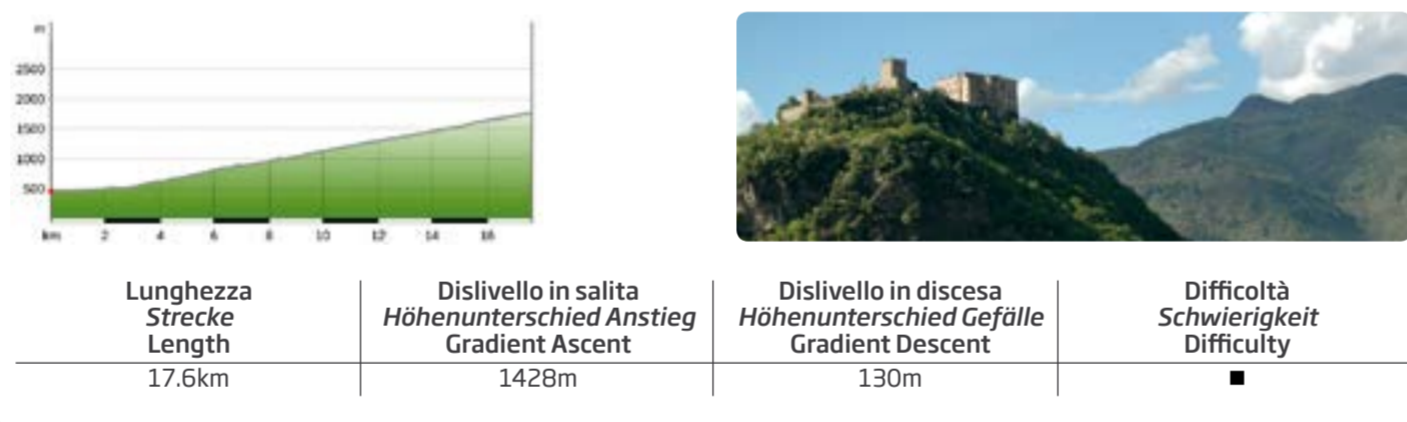 m
2500
2000
1500
1000
500
km 2 4 6 8 10 12 14 16
Lunghezza
Strecke
Length
17.6km
Dislivello in salita
Höhenunterschied Anstieg
Gradient Ascent
1428m
Dislivello in discesa
Höhenunterschied Gefälle
Gradient Descent
130m
Difficoltà
Schwierigkeit
Difficulty
■